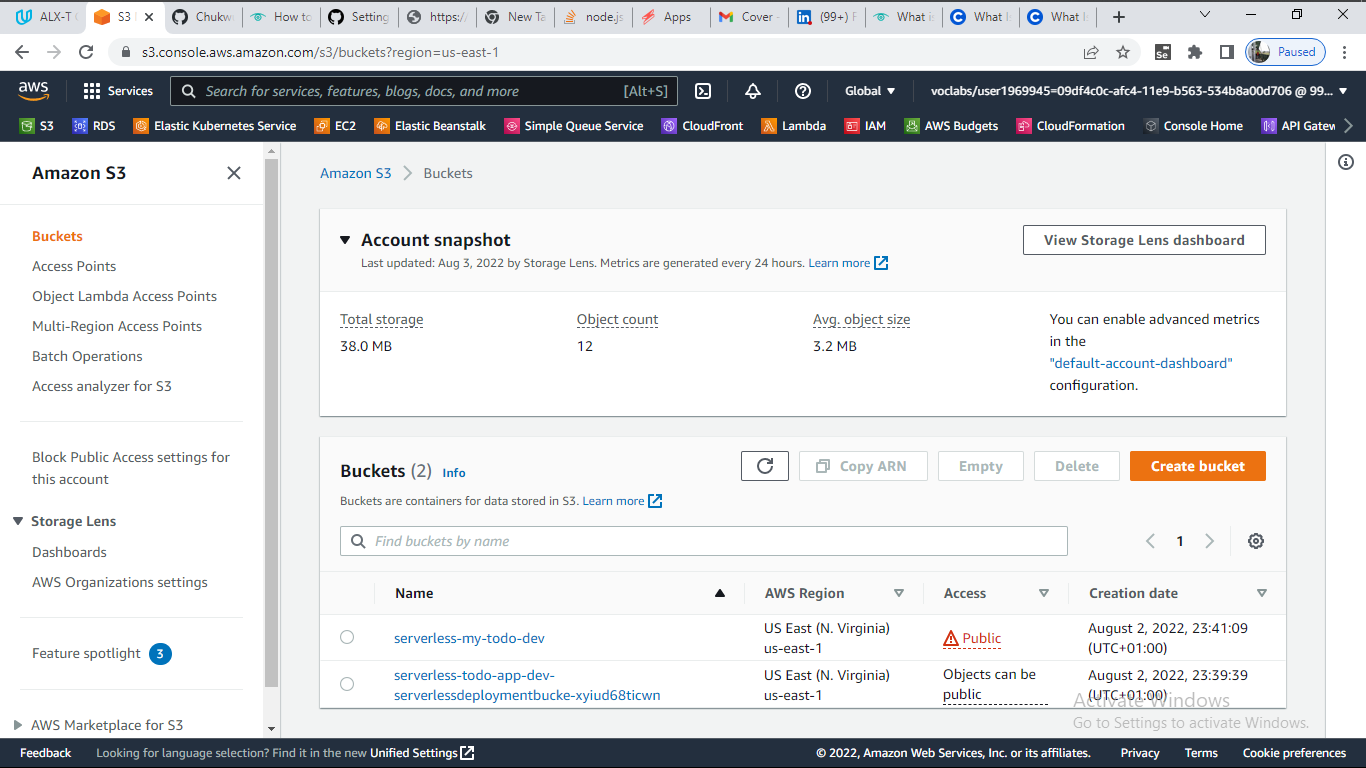 ALX-T
S3
Chukw
How to
Setting
https:/
New Ta
node.js
Apps
Cover -
(99+) F
What i
What Is
What Is
s3.console.aws.amazon.com/s3/buckets?region=us-east-1
Se
Paused
aws
Services
Search for services, features, blogs, docs, and more
[Alt+S]
Global
voclabs/user1969945=09df4c0c-afc4-11e9-b563-534b8a00d706 @ 99...
S3
RDS
Elastic Kubernetes Service
EC2
Elastic Beanstalk
Simple Queue Service
CloudFront
Lambda
IAM
AWS Budgets
CloudFormation
Console Home
API Gatew
Amazon S3
Buckets
Access Points
Object Lambda Access Points
Multi-Region Access Points
Batch Operations
Access analyzer for S3
Block Public Access settings for
this account
Storage Lens
Dashboards
AWS Organizations settings
Feature spotlight 3
AWS Marketplace for S3
Amazon S3 > Buckets
Account snapshot
Last updated: Aug 3, 2022 by Storage Lens. Metrics are generated every 24 hours. Learn more
View Storage Lens dashboard
Total storage
38.0 MB
Object count
12
Avg. object size
3.2 MB
You can enable advanced metrics
in the
"default-account-dashboard"
configuration.
Buckets (2) Info
Buckets are containers for data stored in S3. Learn more
Copy ARN
Empty
Delete
Create bucket
Find buckets by name
1
Name
AWS Region
Access
Creation date
serverless-my-todo-dev
US East (N. Virginia)
us-east-1
Public
August 2, 2022, 23:41:09
(UTC+01:00)
serverless-todo-app-dev-
serverlessdeploymentbucke-xyiud68ticwn
US East (N. Virginia)
us-east-1
Objects can be
public
August 2, 2022, 23:39:39
(UTC+01:00)
Activate Windows
Go to Settings to activate Windows.
Feedback
Looking for language selection? Find it in the new Unified Settings
© 2022, Amazon Web Services, Inc. or its affiliates.
Privacy
Terms
Cookie preferences